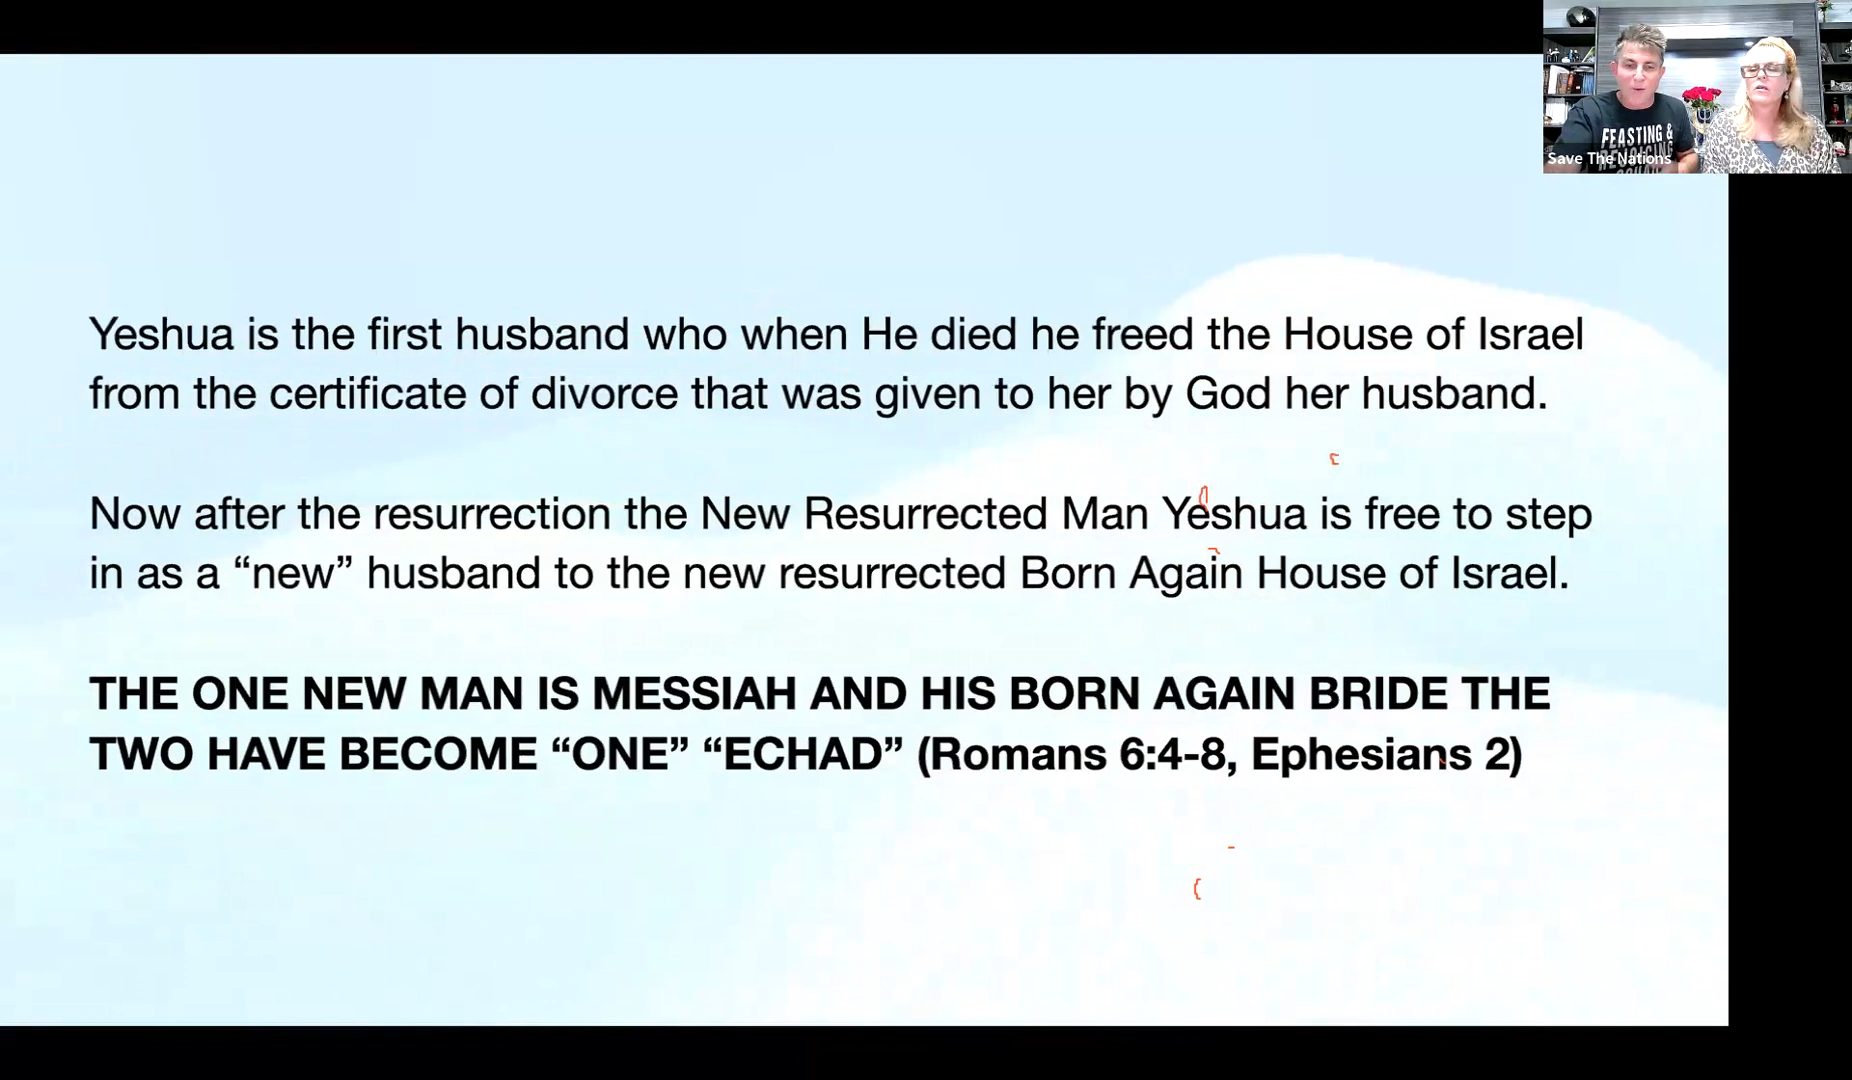 Yeshua is the first husband who when He died he freed the House of Israel
from the certificate of divorce that was given to her by God her husband.
Now after the resurrection the New Resurrected Man Yeshua is free to step
in as a “new” husband to the new resurrected Born Again House of Israel.
THE ONE NEW MAN IS MESSIAH AND HIS BORN AGAIN BRIDE THE
TWO HAVE BECOME “ONE” “ECHAD” (Romans 6:4-8, Ephesians 2)
FEASTING &
REJOICING
Save The Nations